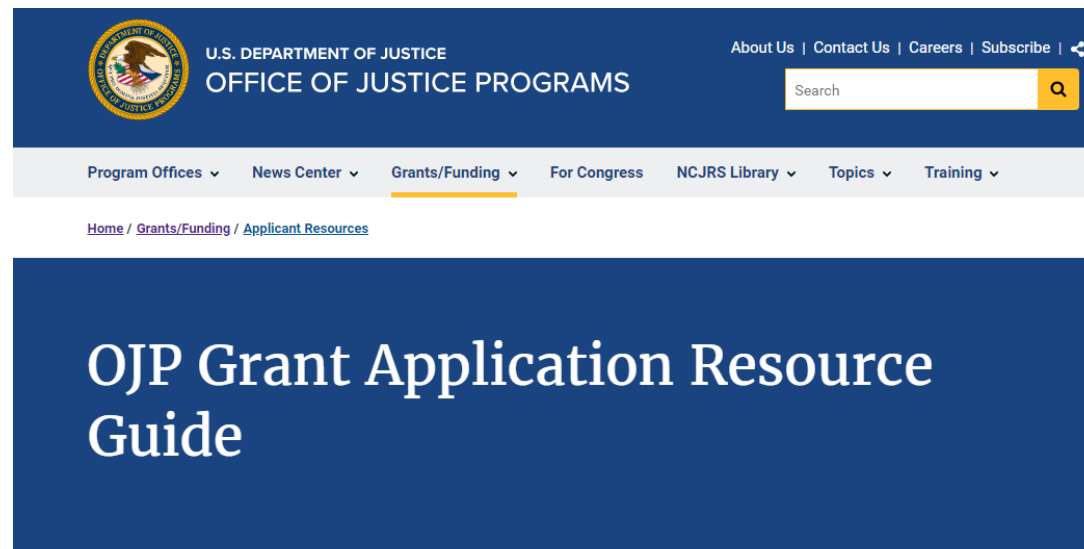 U.S. DEPARTMENT OF JUSTICE
OFFICE OF JUSTICE PROGRAMS
About Us | Contact Us | Careers | Subscribe |
Search
Program Offices News Center Grants/Funding For Congress NCJRS Library Topics Training
Home / Grants/Funding / Applicant Resources
OJP Grant Application Resource
Guide